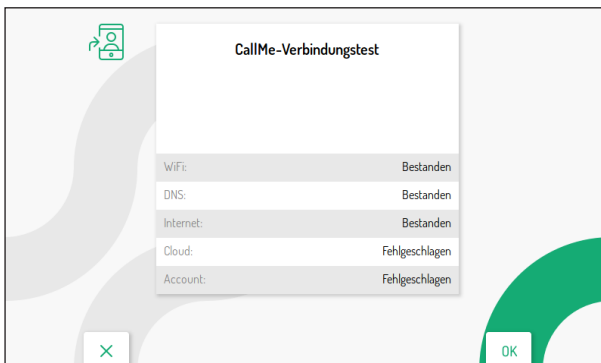 CallMe-Verbindungstest
WiFi: Bestanden
DNS: Bestanden
Internet: Bestanden
Cloud: Fehlgeschlagen
Account: Fehlgeschlagen
OK